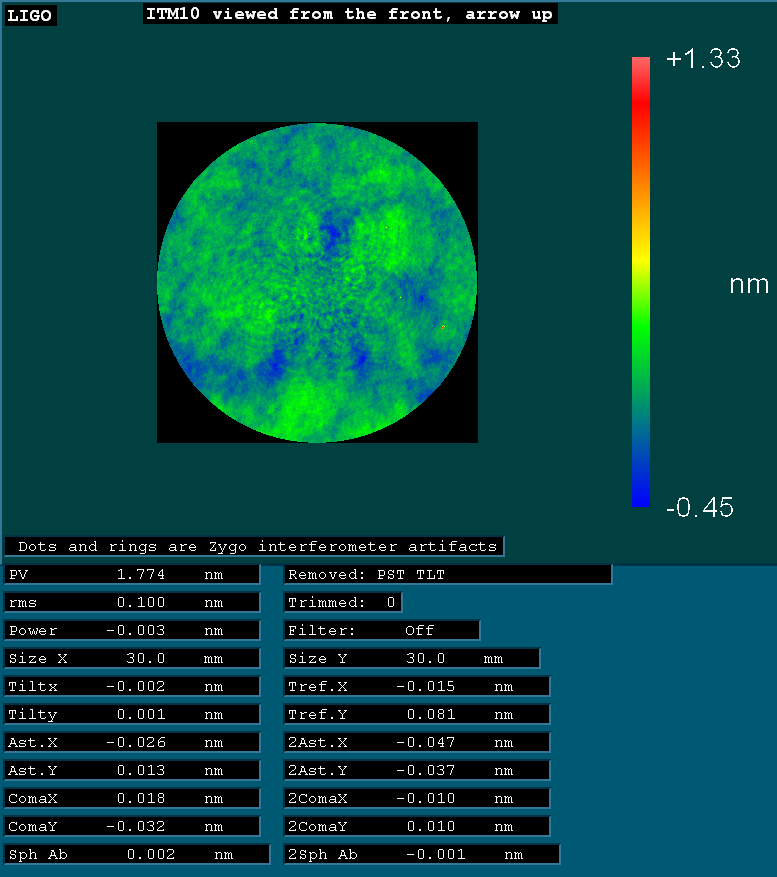 LIGO
ITM10 viewed from the front, arrow up
+1.33
nm
-0.45
Dots and rings are Zygo interferometer artifacts
PV 1.774 nm
Removed: PST TLT
rms 0.100 nm
Trimmed: 0
Power -0.003 nm
Filter: Off
Size X 30.0 mm
Size Y 30.0 mm
Tiltx -0.002 nm
Tref.X -0.015 nm
Tilty 0.001 nm
Tref.Y 0.081 nm
Ast.X -0.026 nm
2Ast.X -0.047 nm
Ast.Y 0.013 nm
2Ast.Y -0.037 nm
ComaX 0.018 nm
2ComaX -0.010 nm
ComaY -0.032 nm
2ComaY 0.010 nm
Sph Ab 0.002 nm
2Sph Ab -0.001 nm